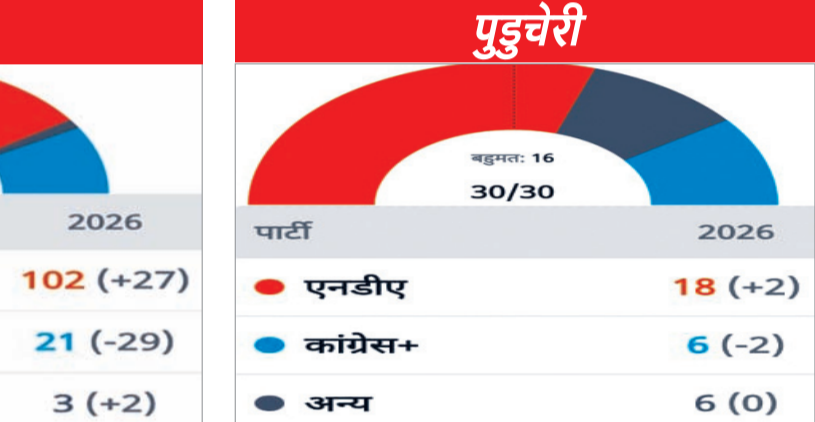 2026
102 (+27)
21 (-29)
3 (+2)
पुडुचेरी
बहुमत: 16
30/30
पार्टी 2026
एनडीए 18 (+2)
कांग्रेस+ 6 (-2)
अन्य 6 (0)